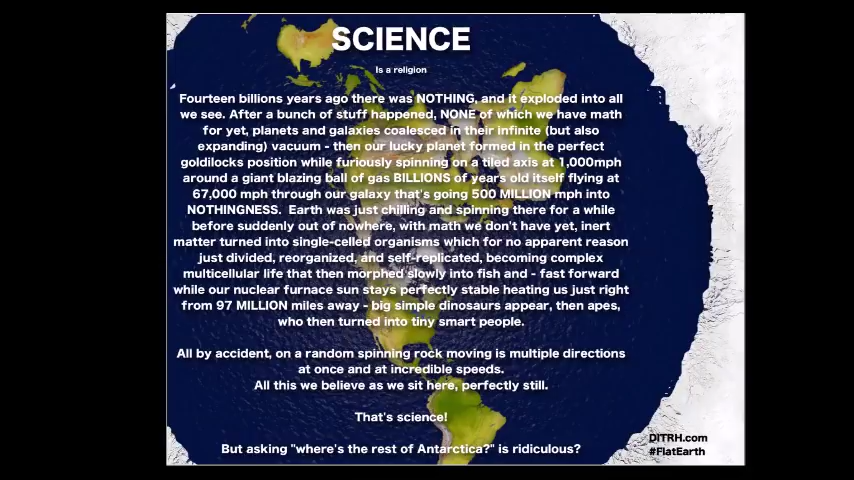 SCIENCE
Is a religion
Fourteen billions years ago there was NOTHING, and it exploded into all
we see. After a bunch of stuff happened, NONE of which we have math
for yet, planets and galaxies coalesced in their infinite (but also
expanding) vacuum - then our lucky planet formed in the perfect
goldilocks position while furiously spinning on a tiled axis at 1,000mph
around a giant blazing ball of gas BILLIONS of years old itself flying at
67,000 mph through our galaxy that's going 500 MILLION mph into
NOTHINGNESS. Earth was just chilling and spinning there for a while
before suddenly out of nowhere, with math we don't have yet, inert
matter turned into single-celled organisms which for no apparent reason
just divided, reorganized, and self-replicated, becoming complex
multicellular life that then morphed slowly into fish and - fast forward
while our nuclear furnace sun stays perfectly stable heating us just right
from 97 MILLION miles away - big simple dinosaurs appear, then apes,
who then turned into tiny smart people.
All by accident, on a random spinning rock moving is multiple directions
at once and at incredible speeds.
All this we believe as we sit here, perfectly still.
That's science!
But asking "where's the rest of Antarctica?" is ridiculous?
DITRH.com
#FlatEarth